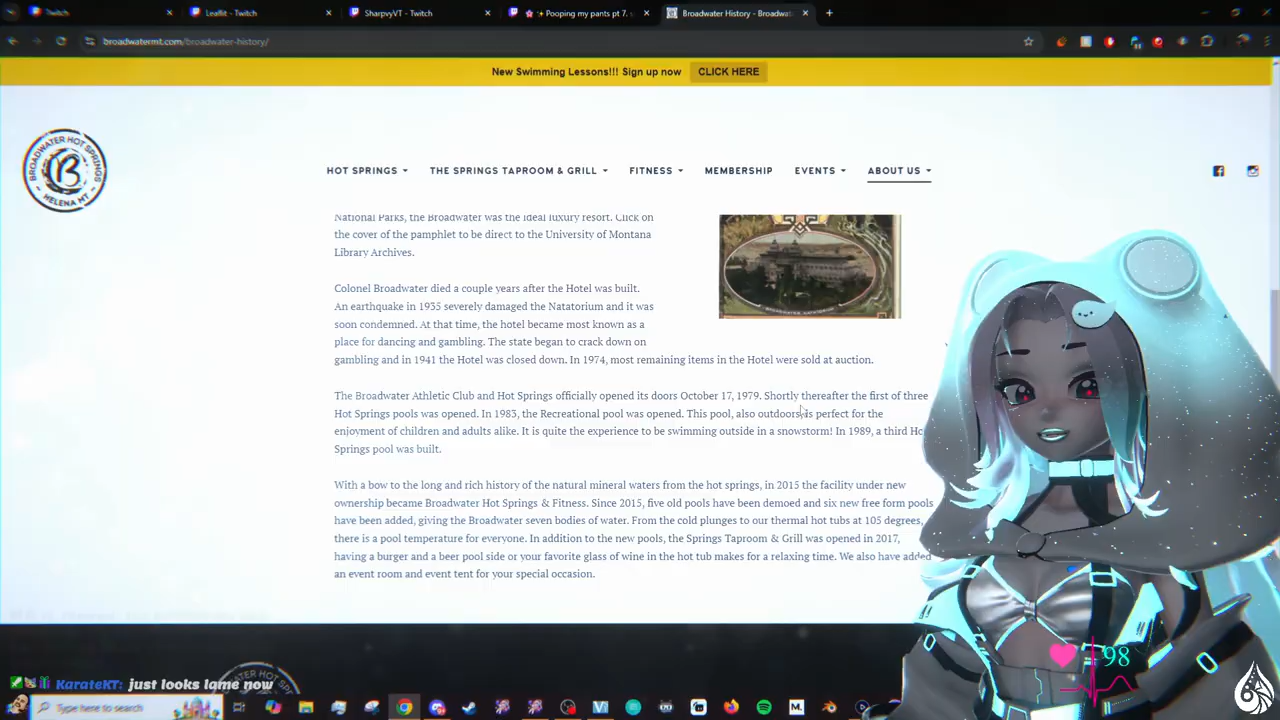 Twitch
Leaflit - Twitch
SharpvyVT - Twitch
Pooping my pants pt 7.
Broadwater History - Broadwat
broadwatermt.com/broadwater-history/
New Swimming Lessons!!! Sign up now CLICK HERE
BROADWATER HOT SPRINGS
B
HELENA MT
HOT SPRINGS
THE SPRINGS TAPROOM & GRILL
FITNESS
MEMBERSHIP
EVENTS
ABOUT US
National Parks, the Broadwater was the ideal luxury resort. Click on
the cover of the pamphlet to be direct to the University of Montana
Library Archives.
Colonel Broadwater died a couple years after the Hotel was built.
An earthquake in 1935 severely damaged the Natatorium and it was
soon condemned. At that time, the hotel became most known as a
place for dancing and gambling. The state began to crack down on
gambling and in 1941 the Hotel was closed down. In 1974, most remaining items in the Hotel were sold at auction.
The Broadwater Athletic Club and Hot Springs officially opened its doors October 17, 1979. Shortly thereafter the first of three
Hot Springs pools was opened. In 1983, the Recreational pool was opened. This pool, also outdoors, is perfect for the
enjoyment of children and adults alike. It is quite the experience to be swimming outside in a snowstorm! In 1989, a third Ho
Springs pool was built.
With a bow to the long and rich history of the natural mineral waters from the hot springs, in 2015 the facility under new
ownership became Broadwater Hot Springs & Fitness. Since 2015, five old pools have been demoed and six new free form pools
have been added, giving the Broadwater seven bodies of water. From the cold plunges to our thermal hot tubs at 105 degrees,
there is a pool temperature for everyone. In addition to the new pools, the Springs Taproom & Grill was opened in 2017,
having a burger and a beer pool side or your favorite glass of wine in the hot tub makes for a relaxing time. We also have added
an event room and event tent for your special occasion.
98
KarateKT: just looks lame now
Type here to search